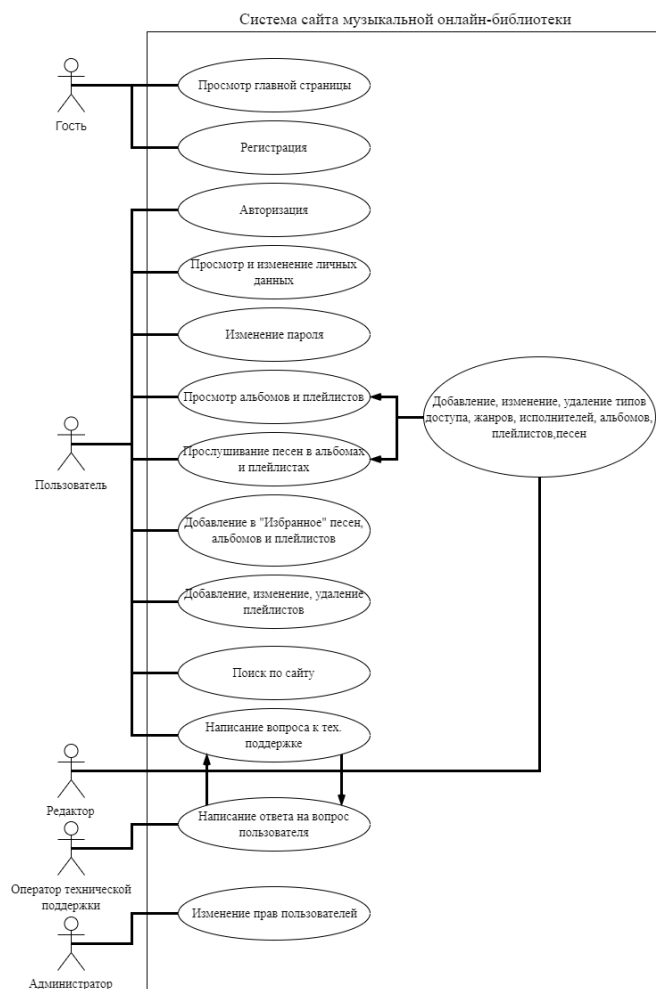 Система сайта музыкальной онлайн-библиотеки
Просмотр главной страницы
Гость
Регистрация
Авторизация
Просмотр и изменение личных
данных
Изменение пароля
Просмотр альбомов и плейлистов
Добавление, изменение, удаление типов
доступа, жанров, исполнителей, альбомов,
плейлистов,песен
Прослушивание песен в альбомах
и плейлистах
Пользователь
Добавление в "Избранное" песен,
альбомов и плейлистов
Добавление, изменение, удаление
плейлистов
Поиск по сайту
Написание вопроса к тех.
поддержке
Редактор
Написание ответа на вопрос
пользователя
Оператор технической
поддержки
Изменение прав пользователей
Администратор